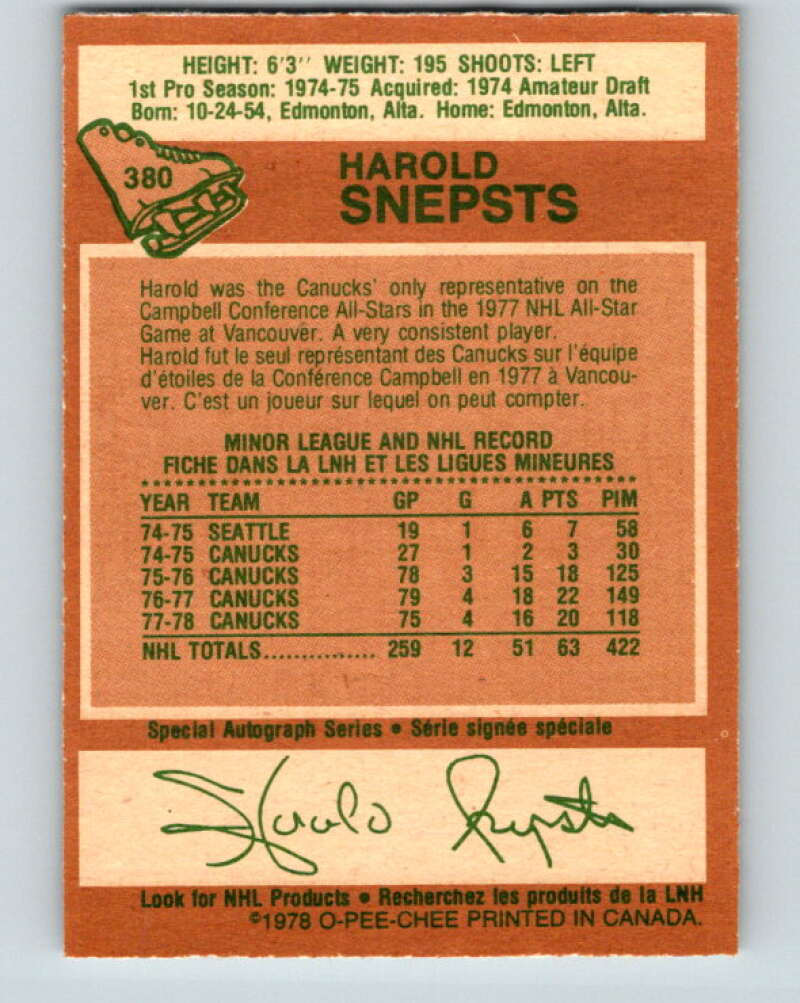 HEIGHT: 6'3'' WEIGHT: 195 SHOOTS: LEFT
1st Pro Season: 1974-75 Acquired: 1974 Amateur Draft
Born: 10-24-54, Edmonton, Alta. Home: Edmonton, Alta.
380
HAROLD
SNEPSTS
Harold was the Canucks' only representative on the
Campbell Conference All-Stars in the 1977 NHL All-Star
Game at Vancouver. A very consistent player.
Harold fut le seul représentant des Canucks sur l'équipe
d'étoiles de la Conférence Campbell en 1977 à Vancou-
ver. C'est un joueur sur lequel on peut compter.
MINOR LEAGUE AND NHL RECORD
FICHE DANS LA LNH ET LES LIGUES MINEURES
YEAR TEAM GP G A PTS PIM
74-75 SEATTLE 19 1 6 7 58
74-75 CANUCKS 27 1 2 3 30
75-76 CANUCKS 78 3 15 18 125
76-77 CANUCKS 79 4 18 22 149
77-78 CANUCKS 75 4 16 20 118
NHL TOTALS............... 259 12 51 63 422
Special Autograph Series • Série signée spéciale
Harold Snepsts
Look for NHL Products • Recherchez les produits de la LNH
©1978 O-PEE-CHEE PRINTED IN CANADA.